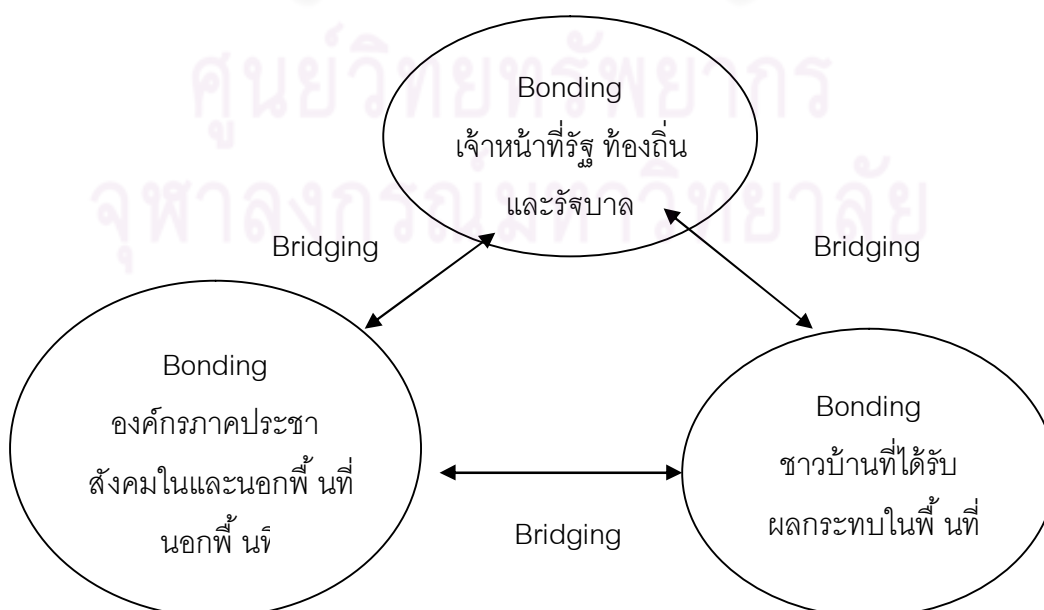 ศูนย์วิทยทรัพยากร
จุฬาลงกรณ์มหาวิทยาลัย
Bonding
เจ้าหน้าที่รัฐ ท้องถิ่น
และรัฐบาล
Bridging
Bridging
Bonding
องค์กรภาคประชา
สังคมในและนอกพื้นที่
นอกพื้นที่
Bonding
ชาวบ้านที่ได้รับ
ผลกระทบในพื้นที่
Bridging